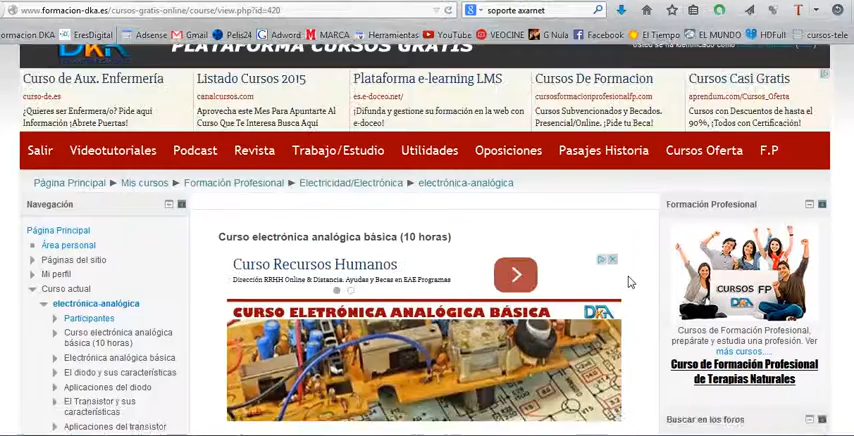 www.formacion-dka.es/cursos-gratis-online/course/view.php?id=420
soporte axarnet
ormacion DKA EresDigital Adsense Gmail Pelis24 Adword MARCA Herramientas YouTube VEOCINE G Nula Facebook El Tiempo EL MUNDO HDFull cursos-tele
DKA PLATAFORMA CURSOS GRATIS
Curso de Aux. Enfermería
curso-de.es
¿Quieres ser Enfermera/o? Pide aquí
Información ¡Abrete Puertas!
Listado Cursos 2015
canalcursos.com
Aprovecha este Mes Para Apuntarte Al
Curso Que Te Interesa Busca Aquí
Plataforma e-learning LMS
es.e-doceo.net/
¡Difunda y gestione su formación en la web con
e-doceo!
Cursos De Formacion
cursosformacionprofesionalfp.com
Cursos Subvencionados y Becados.
Presencial/Online. ¡Pide tu Beca!
Cursos Casi Gratis
aprendum.com/Cursos_Oferta
Cursos con Descuentos de hasta el
90%, ¡Todos con Certificación!
Salir Videotutoriales Podcast Revista Trabajo/Estudio Utilidades Oposiciones Pasajes Historia Cursos Oferta F.P
Página Principal ► Mis cursos ► Formación Profesional ► Electricidad/Electrónica ► electrónica-analógica
Navegación
Página Principal
Área personal
Páginas del sitio
Mi perfil
Curso actual
electrónica-analógica
Participantes
Curso electrónica analógica
básica (10 horas)
Electrónica analógica básica
El diodo y sus características
Aplicaciones del diodo
El Transistor y sus
características
Aplicaciones del transistor
Curso electrónica analógica básica (10 horas)
Curso Recursos Humanos
Dirección RRHH Online & Distancia. Ayudas y Becas en EAE Programas
CURSO ELETRÓNICA ANALÓGICA BÁSICA DKA
Formación Profesional
CURSOS FP
DKA
Cursos de Formación Profesional,
prepárate y estudia una profesión. Ver
más cursos....
Curso de Formación Profesional
de Terapias Naturales
Buscar en los foros